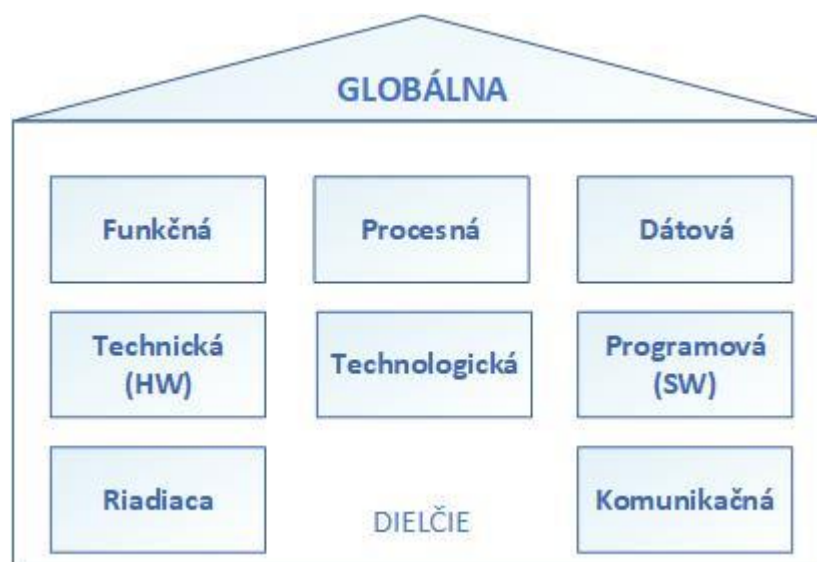 GLOBÁLNA
Funkčná
Procesná
Dátová
Technická
(HW)
Technologická
Programová
(SW)
Riadiaca
DIELČIE
Komunikačná